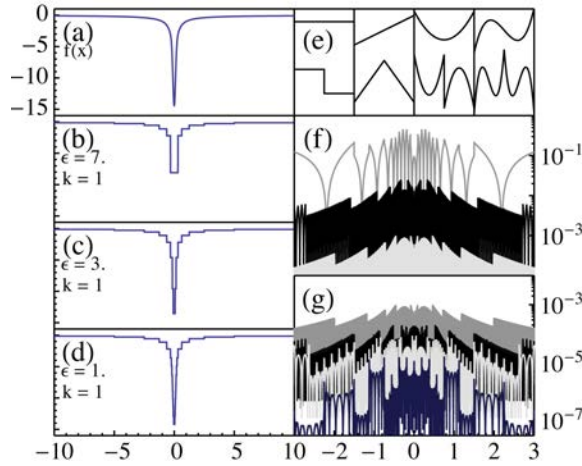 0
(a)
f(x)
−5
−10
−15
(b)
ϵ = 7.
k = 1
(c)
ϵ = 3.
k = 1
(d)
ϵ = 1.
k = 1
−10 −5 0 5 10
(e)
(f)
10⁻¹
10⁻³
(g)
10⁻³
10⁻⁵
10⁻⁷
−2 −1 0 1 2 3